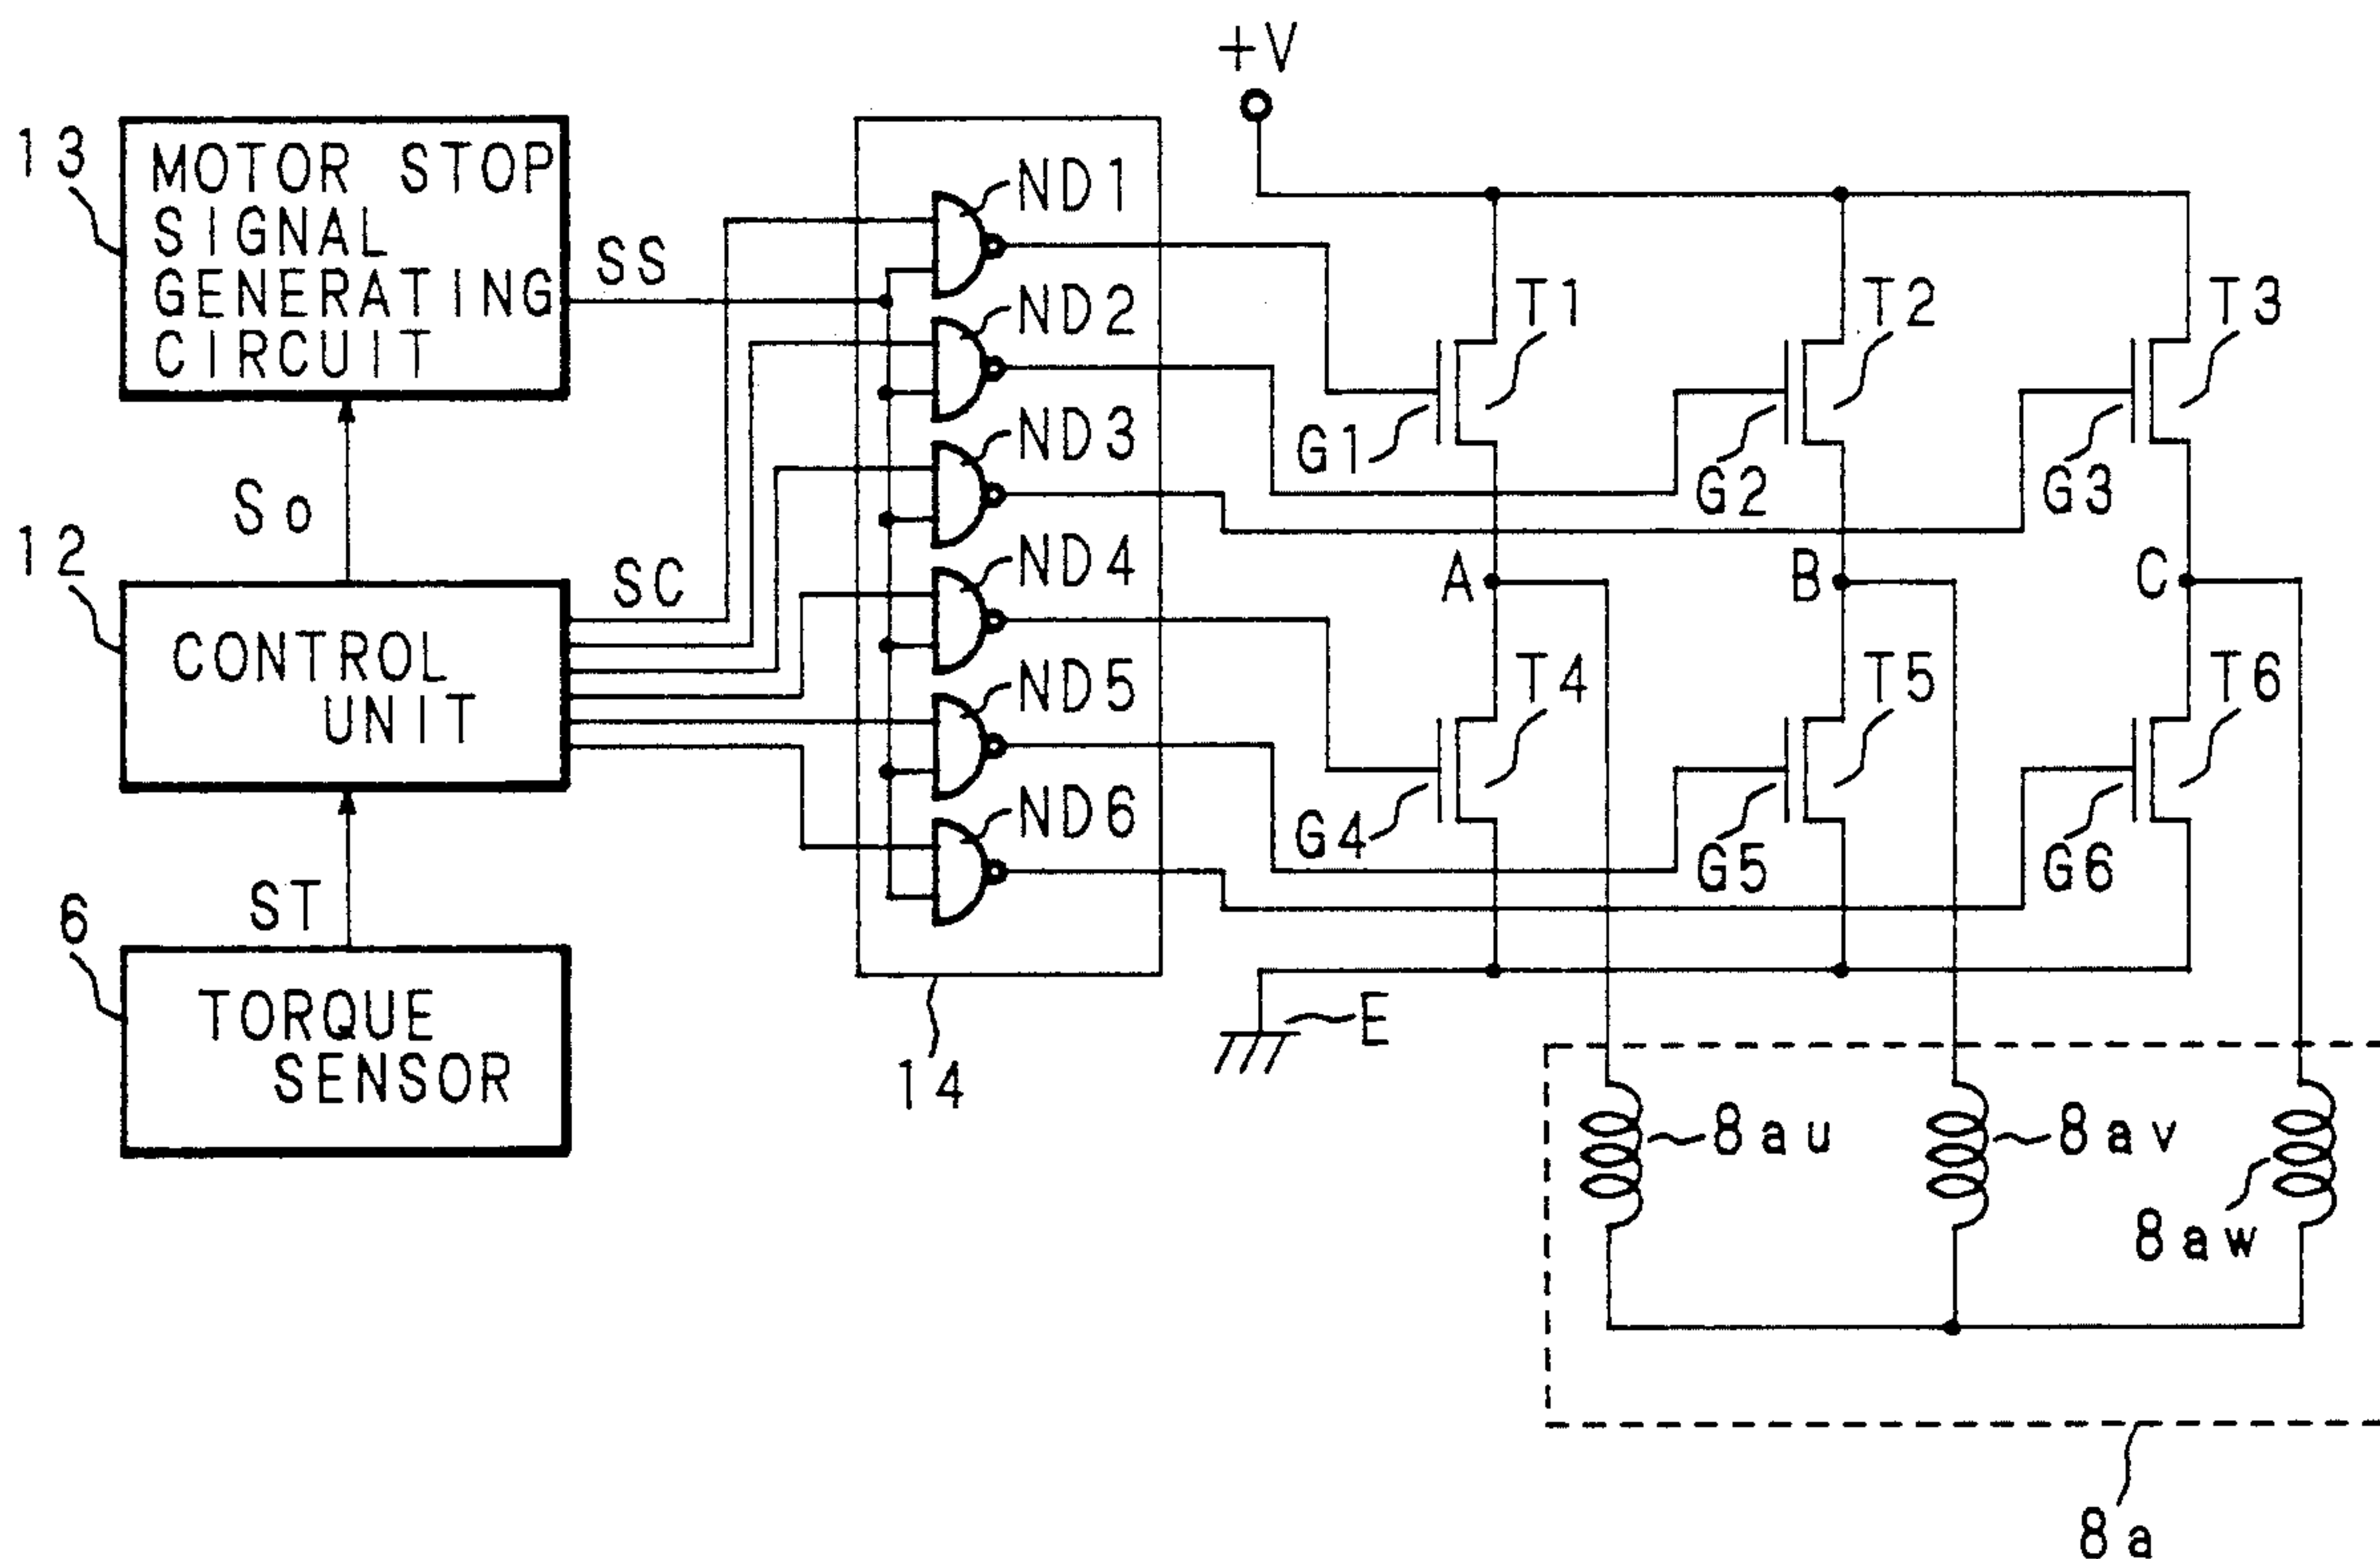 +V
13
MOTOR STOP
SIGNAL
GENERATING
CIRCUIT
SS
ND1
ND2
ND3
ND4
ND5
ND6
T1
T2
T3
G1
G2
G3
So
12
SC
CONTROL
UNIT
A
B
C
T4
T5
T6
G4
G5
G6
ST
6
TORQUE
SENSOR
14
E
8au
8av
8aw
8a